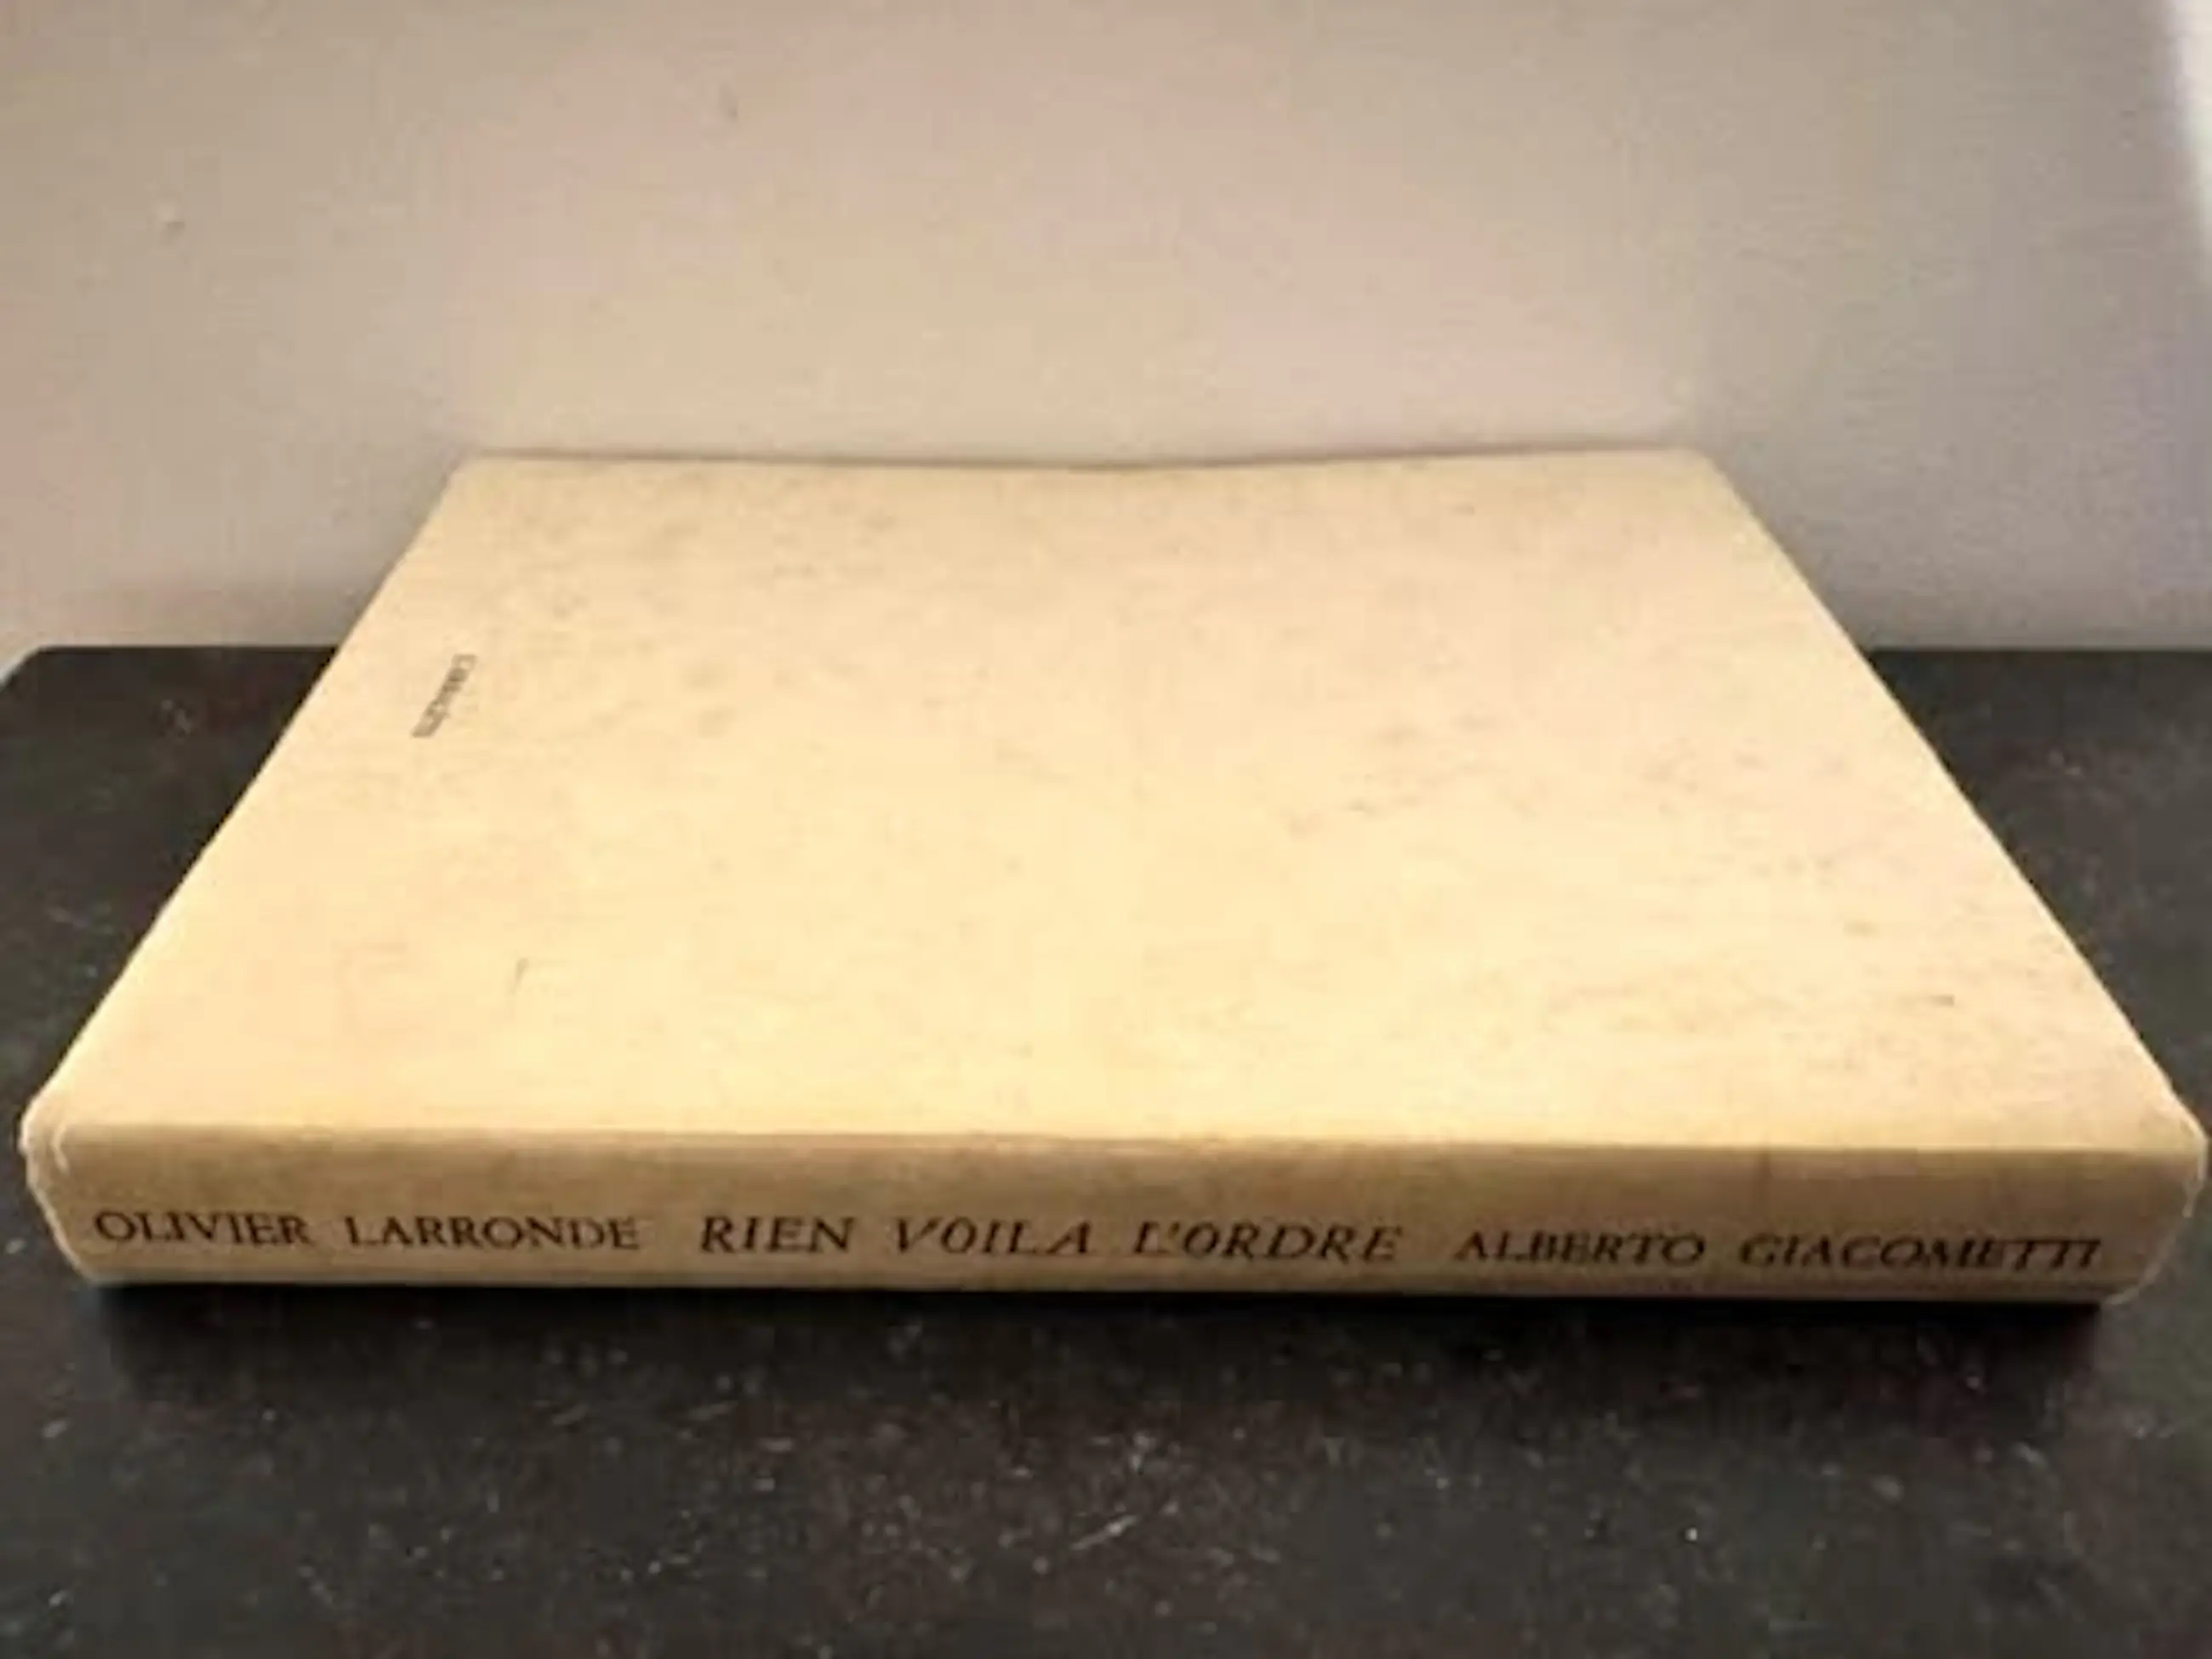 OLIVIER LARRONDE RIEN VOILA L'ORDRE ALBERTO GIACOMETTI